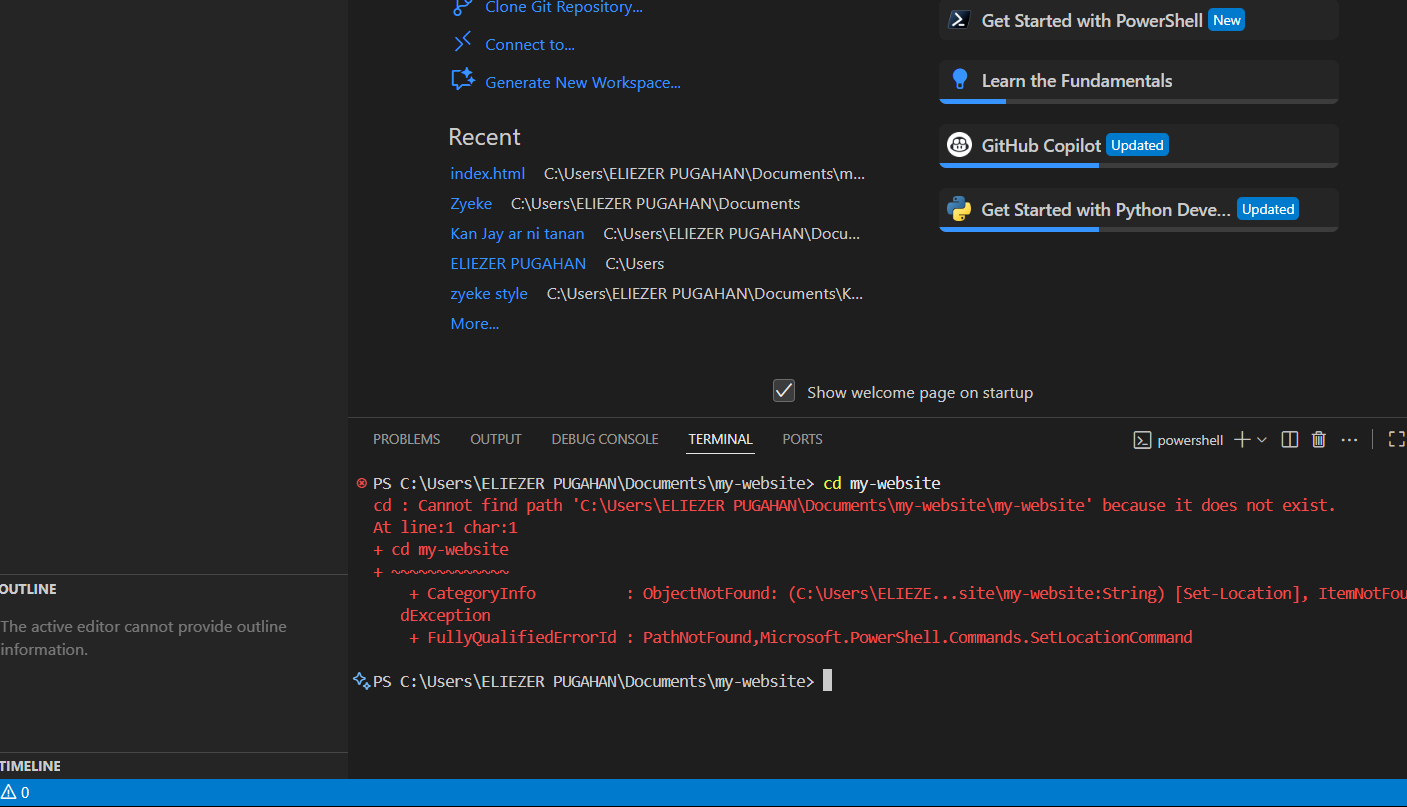 Clone Git Repository...
Connect to...
Generate New Workspace...
Recent
index.html C:\Users\ELIEZER PUGAHAN\Documents\m...
Zyeke C:\Users\ELIEZER PUGAHAN\Documents
Kan Jay ar ni tanan C:\Users\ELIEZER PUGAHAN\Docu...
ELIEZER PUGAHAN C:\Users
zyeke style C:\Users\ELIEZER PUGAHAN\Documents\K...
More...
Get Started with PowerShell New
Learn the Fundamentals
GitHub Copilot Updated
Get Started with Python Deve... Updated
Show welcome page on startup
PROBLEMS OUTPUT DEBUG CONSOLE TERMINAL PORTS
powershell
PS C:\Users\ELIEZER PUGAHAN\Documents\my-website> cd my-website
cd : Cannot find path 'C:\Users\ELIEZER PUGAHAN\Documents\my-website\my-website' because it does not exist.
At line:1 char:1
+ cd my-website
+ ~~~~~~~~~~~~~
+ CategoryInfo : ObjectNotFound: (C:\Users\ELIEZE...site\my-website:String) [Set-Location], ItemNotFou
dException
+ FullyQualifiedErrorId : PathNotFound,Microsoft.PowerShell.Commands.SetLocationCommand
PS C:\Users\ELIEZER PUGAHAN\Documents\my-website>
OUTLINE
The active editor cannot provide outline
information.
TIMELINE
0